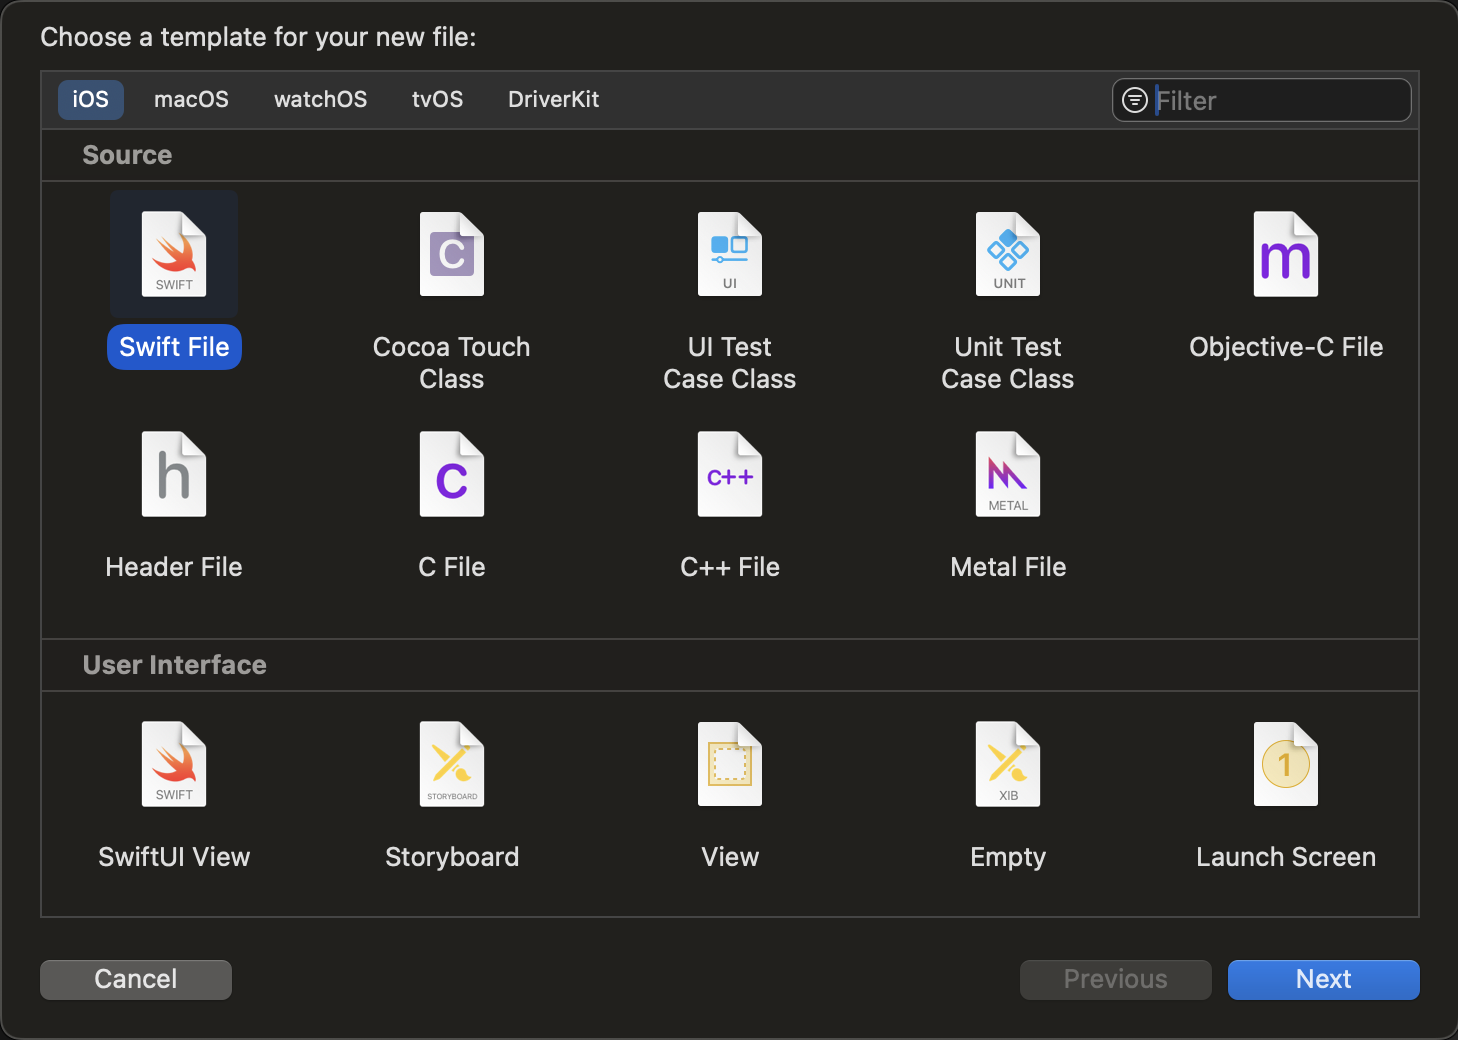 Choose a template for your new file:
iOS macOS watchOS tvOS DriverKit Filter
Source
SWIFT
C
UI
UNIT
m
Swift File
Cocoa Touch
Class
UI Test
Case Class
Unit Test
Case Class
Objective-C File
h
C
C++
METAL
Header File
C File
C++ File
Metal File
User Interface
SWIFT
STORYBOARD
XIB
1
SwiftUI View
Storyboard
View
Empty
Launch Screen
Cancel
Previous
Next